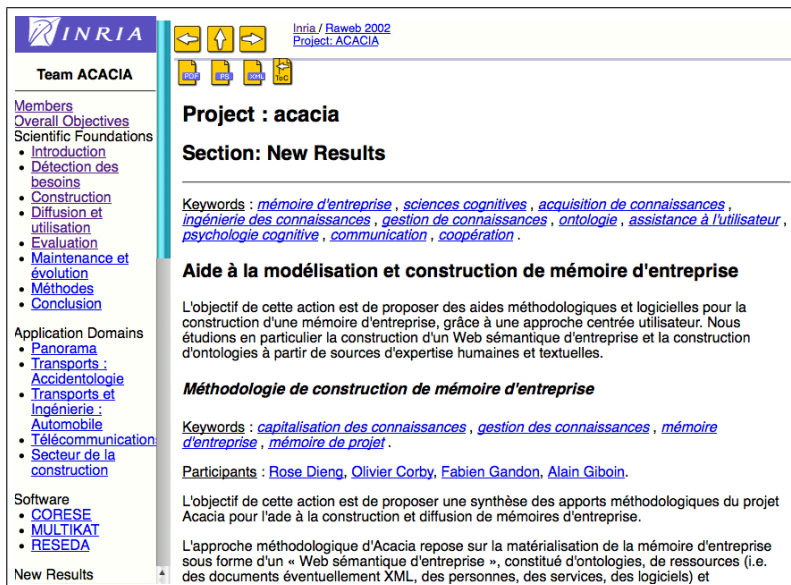 INRIA
Team ACACIA
Members
Overall Objectives
Scientific Foundations
Introduction
Détection des
besoins
Construction
Diffusion et
utilisation
Evaluation
Maintenance et
évolution
Méthodes
Conclusion
Application Domains
Panorama
Transports :
Accidentologie
Transports et
Ingénierie :
Automobile
Télécommunication
Secteur de la
construction
Software
CORESE
MULTIKAT
RESEDA
New Results
Inria / Raweb 2002
Project: ACACIA
PDF PS XML ToC
Project : acacia
Section: New Results
Keywords : mémoire d'entreprise , sciences cognitives , acquisition de connaissances ,
ingénierie des connaissances , gestion de connaissances , ontologie , assistance à l'utilisateur ,
psychologie cognitive , communication , coopération .
Aide à la modélisation et construction de mémoire d'entreprise
L'objectif de cette action est de proposer des aides méthodologiques et logicielles pour la
construction d'une mémoire d'entreprise, grâce à une approche centrée utilisateur. Nous
étudions en particulier la construction d'un Web sémantique d'entreprise et la construction
d'ontologies à partir de sources d'expertise humaines et textuelles.
Méthodologie de construction de mémoire d'entreprise
Keywords : capitalisation des connaissances , gestion des connaissances , mémoire
d'entreprise , mémoire de projet .
Participants : Rose Dieng, Olivier Corby, Fabien Gandon, Alain Giboin.
L'objectif de cette action est de proposer une synthèse des apports méthodologiques du projet
Acacia pour l'ade à la construction et diffusion de mémoires d'entreprise.
L'approche méthodologique d'Acacia repose sur la matérialisation de la mémoire d'entreprise
sous forme d'un « Web sémantique d'entreprise », constitué d'ontologies, de ressources (i.e.
des documents éventuellement XML, des personnes, des services, des logiciels) et